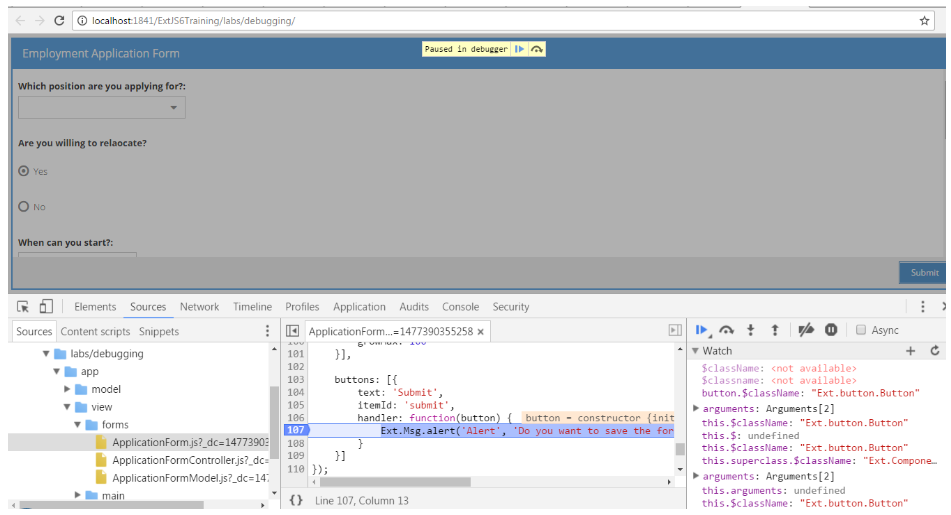 localhost:1841/ExtJS6Training/labs/debugging/
Employment Application Form
Paused in debugger
Which position are you applying for?:
Are you willing to relaocate?
Yes
No
When can you start?:
Submit
Elements Sources Network Timeline Profiles Application Audits Console Security
Sources Content scripts Snippets
ApplicationForm...=1477390355258 ×
Async
labs/debugging
app
model
view
forms
ApplicationForm.js?_dc=14773903
ApplicationFormController.js?_dc=
ApplicationFormModel.js?_dc=147
main
101 }],
102
103 buttons: [{
104 text: 'Submit',
105 itemId: 'submit',
106 handler: function(button) { button = constructor {init
107 Ext.Msg.alert('Alert', 'Do you want to save the for
108 }
109 }]
110 });
{} Line 107, Column 13
Watch
$className: <not available>
$classname: <not available>
button.$className: "Ext.button.Button"
arguments: Arguments[2]
this.$className: "Ext.button.Button"
this.$: undefined
this.$className: "Ext.button.Button"
this.superclass.$className: "Ext.Compone...
arguments: Arguments[2]
this.arguments: undefined
this.$className: "Ext.button.Button"